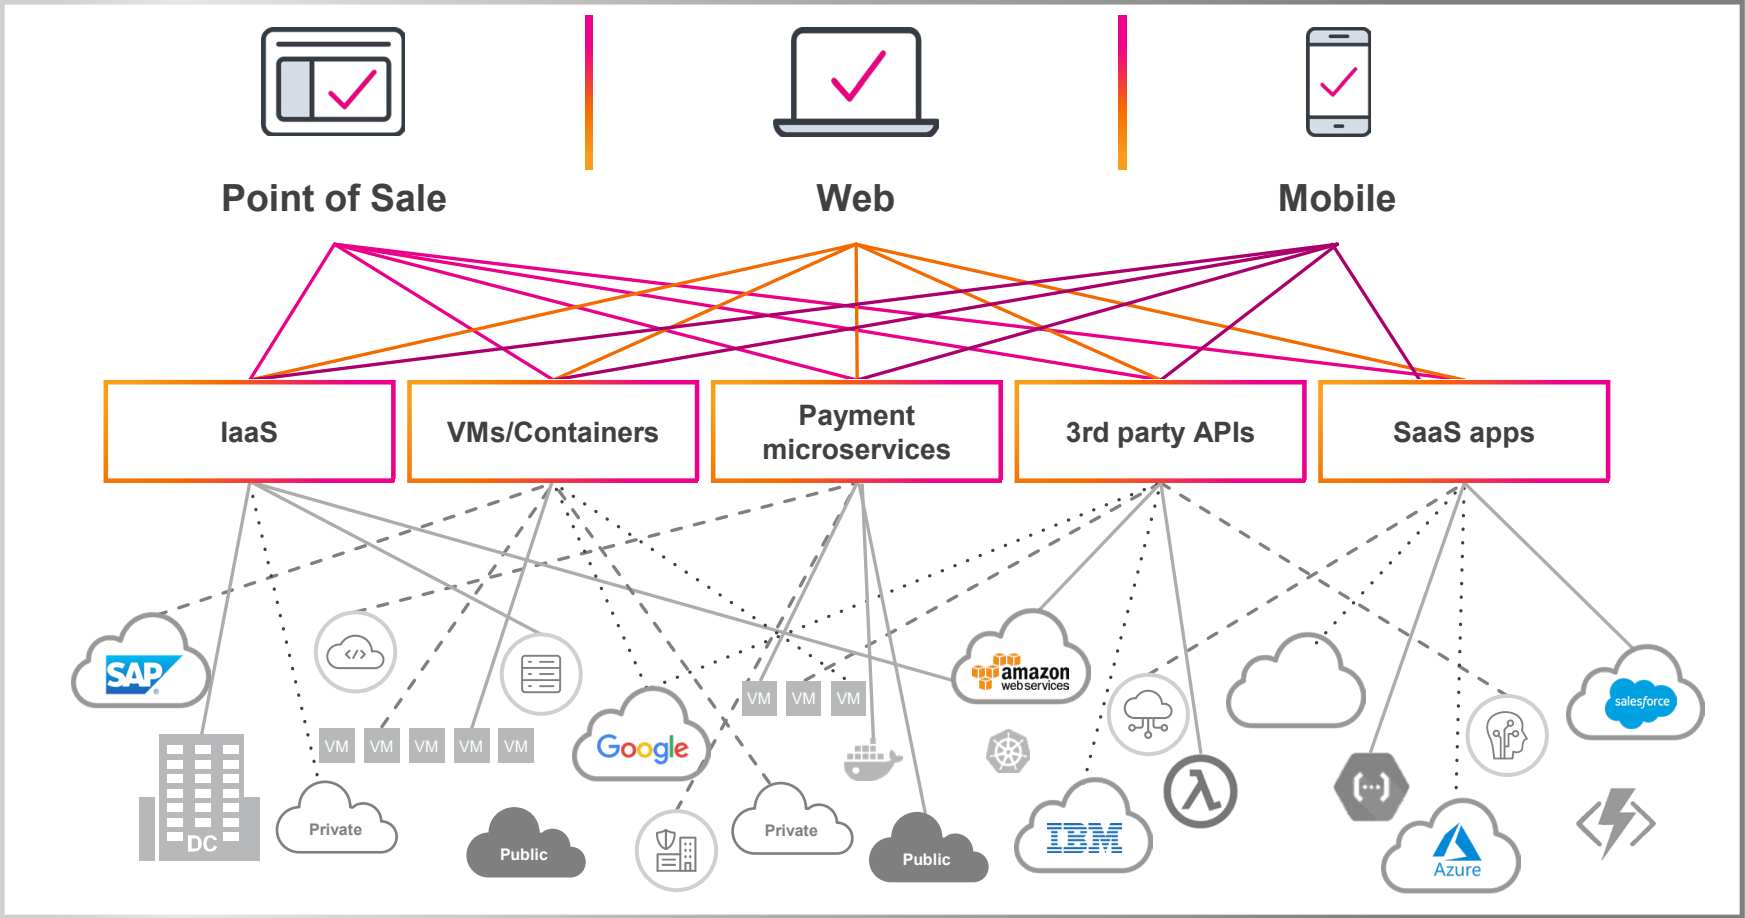 Point of Sale
Web
Mobile
IaaS
VMs/Containers
Payment
microservices
3rd party APIs
SaaS apps
SAP
</>
VM
VM
VM
VM
VM
Google
VM
VM
VM
amazon
web services
salesforce
DC
Private
Public
Private
Public
λ
IBM
Azure